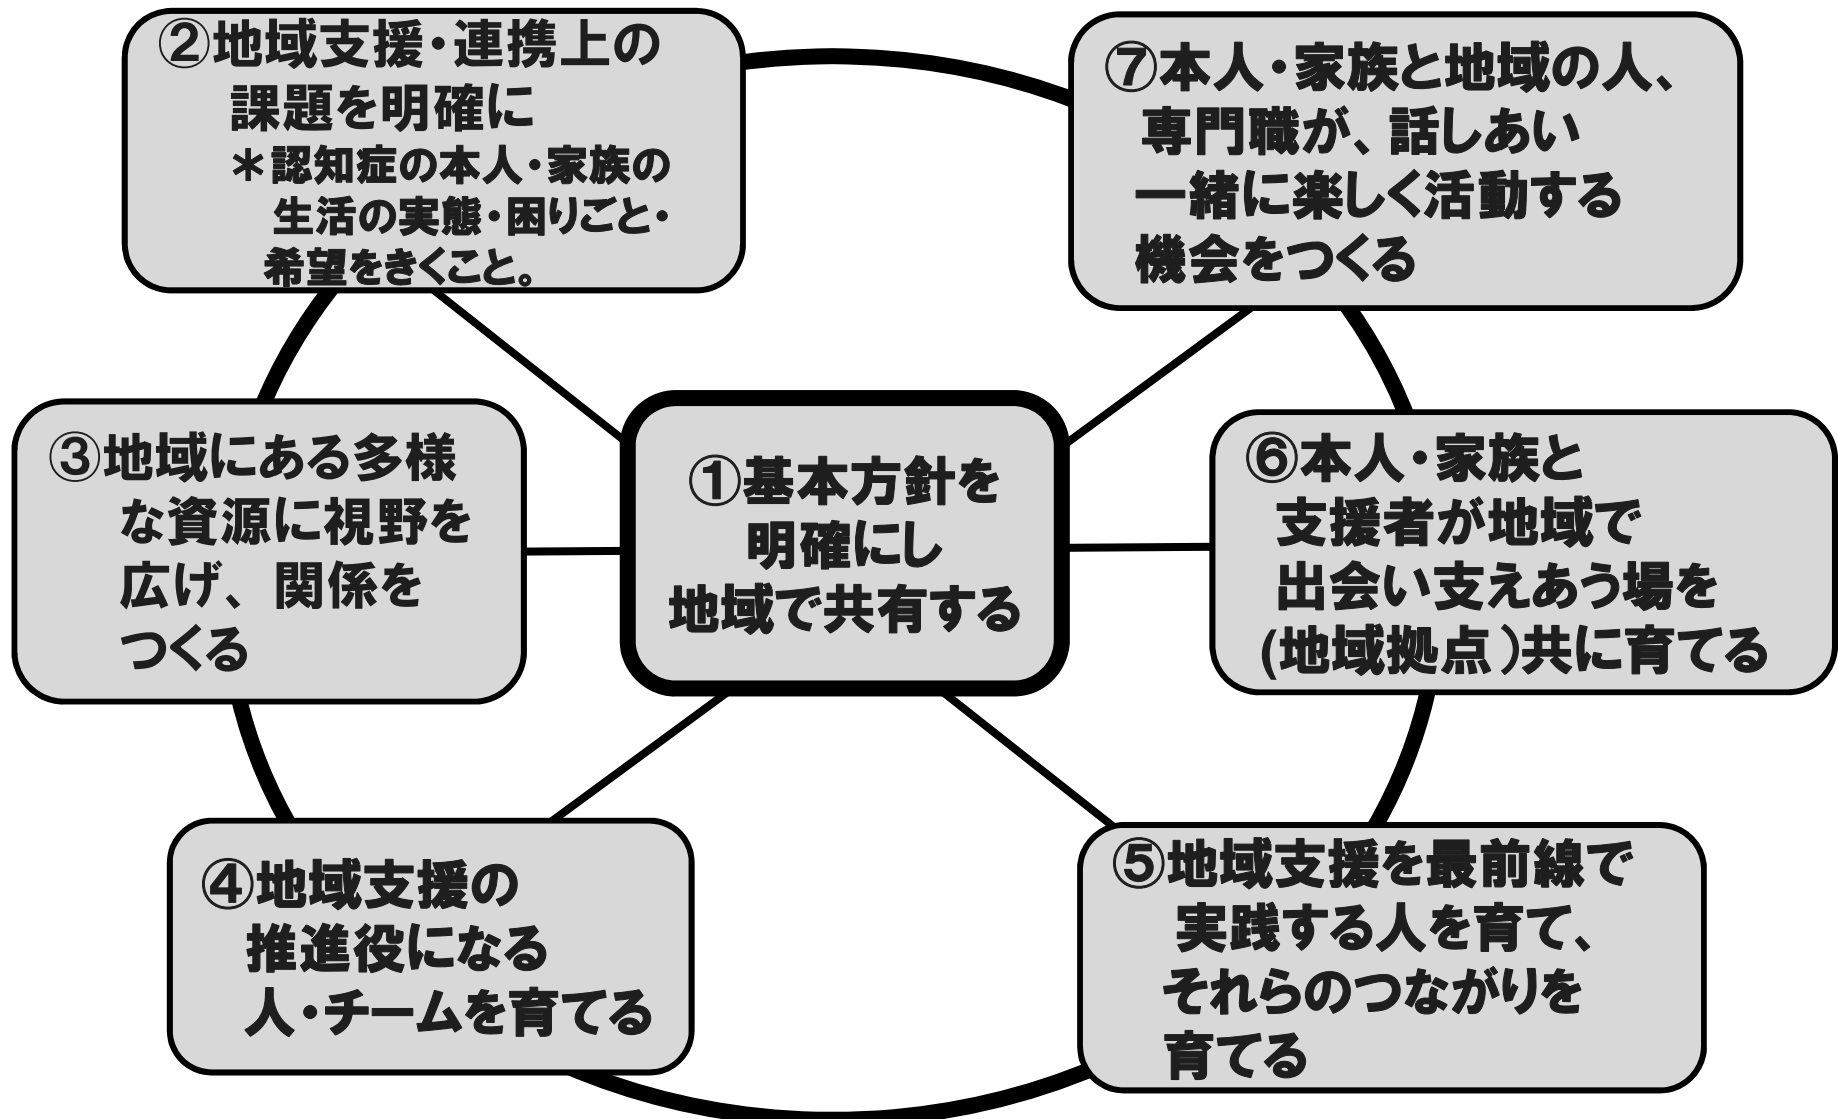 ①基本方針を
明確にし
地域で共有する
②地域支援・連携上の
課題を明確に
＊認知症の本人・家族の
生活の実態・困りごと・
希望をきくこと。
③地域にある多様
な資源に視野を
広げ、関係を
つくる
④地域支援の
推進役になる
人・チームを育てる
⑤地域支援を最前線で
実践する人を育て、
それらのつながりを
育てる
⑥本人・家族と
支援者が地域で
出会い支えあう場を
(地域拠点)共に育てる
⑦本人・家族と地域の人、
専門職が、話しあい
一緒に楽しく活動する
機会をつくる